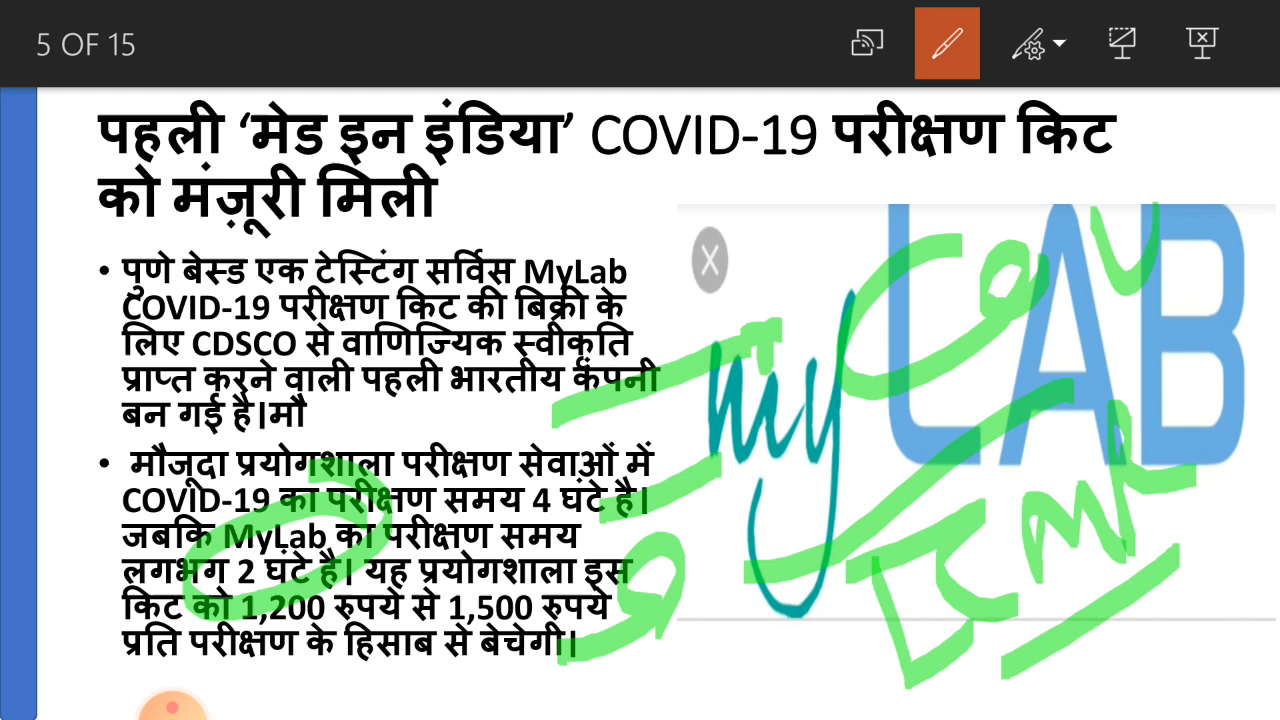 5 OF 15
पहली ‘मेड इन इंडिया’ COVID-19 परीक्षण किट
को मंज़ूरी मिली
• पुणे बेस्ड एक टेस्टिंग सर्विस MyLab
COVID-19 परीक्षण किट की बिक्री के
लिए CDSCO से वाणिज्यिक स्वीकृति
प्राप्त करने वाली पहली भारतीय कंपनी
बन गई है।मौ
• मौजूदा प्रयोगशाला परीक्षण सेवाओं में
COVID-19 का परीक्षण समय 4 घंटे है।
जबकि MyLab का परीक्षण समय
लगभग 2 घंटे है। यह प्रयोगशाला इस
किट को 1,200 रुपये से 1,500 रुपये
प्रति परीक्षण के हिसाब से बेचेगी।
my LAB